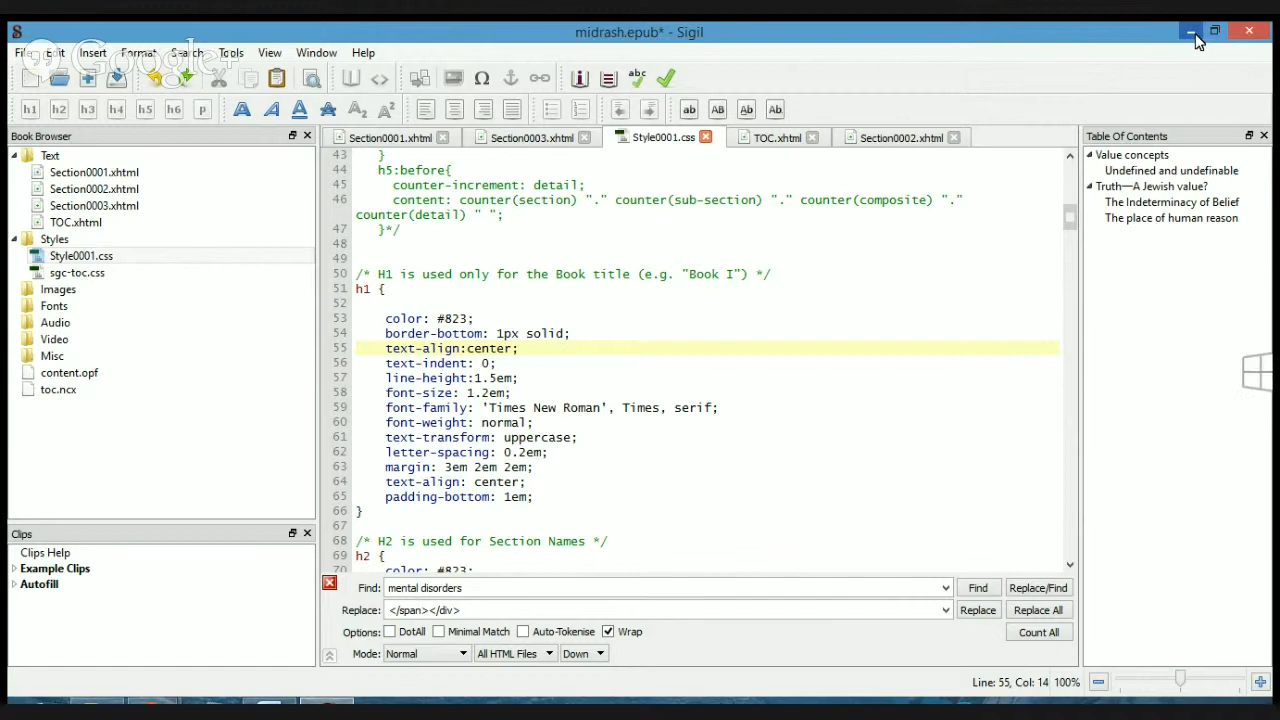 midrash.epub* - Sigil
File Edit Insert Format Search Tools View Window Help
Google+
h1 h2 h3 h4 h5 h6 p
Book Browser
Text
Section0001.xhtml
Section0002.xhtml
Section0003.xhtml
TOC.xhtml
Styles
Style0001.css
sgc-toc.css
Images
Fonts
Audio
Video
Misc
content.opf
toc.ncx
Clips
Clips Help
Example Clips
Autofill
Section0001.xhtml Section0003.xhtml Style0001.css TOC.xhtml Section0002.xhtml
43 }
44 h5:before{
45 counter-increment: detail;
46 content: counter(section) "." counter(sub-section) "." counter(composite) "."
counter(detail) " ";
47 }*/
48
49
50 /* H1 is used only for the Book title (e.g. "Book I") */
51 h1 {
52
53 color: #823;
54 border-bottom: 1px solid;
55 text-align:center;
56 text-indent: 0;
57 line-height:1.5em;
58 font-size: 1.2em;
59 font-family: 'Times New Roman', Times, serif;
60 font-weight: normal;
61 text-transform: uppercase;
62 letter-spacing: 0.2em;
63 margin: 3em 2em 2em;
64 text-align: center;
65 padding-bottom: 1em;
66 }
67
68 /* H2 is used for Section Names */
69 h2 {
70 color: #823;
Find: mental disorders Find Replace/Find
Replace: </span></div> Replace Replace All
Options: DotAll Minimal Match Auto-Tokenise Wrap Count All
Mode: Normal All HTML Files Down
Table Of Contents
Value concepts
Undefined and undefinable
Truth—A Jewish value?
The Indeterminacy of Belief
The place of human reason
Line: 55, Col: 14 100%